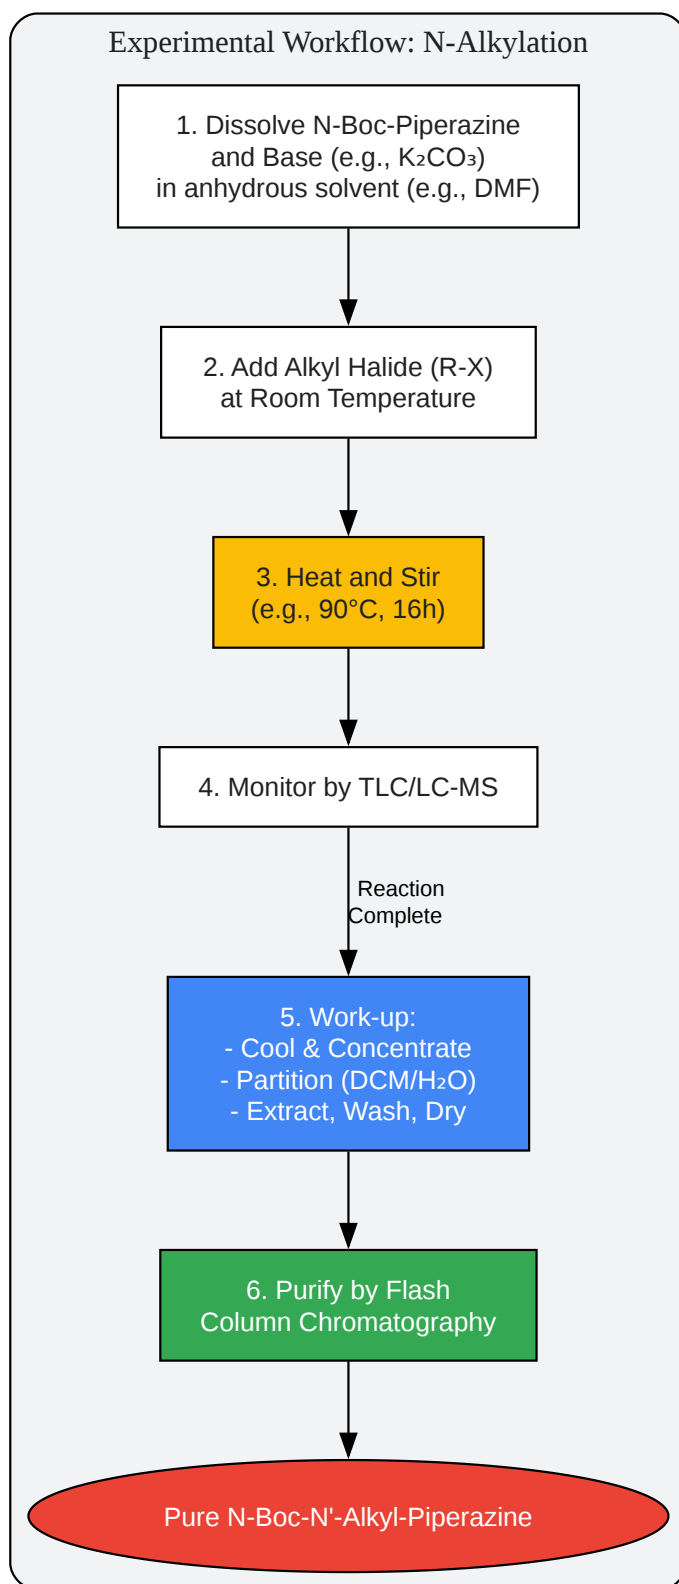 Experimental Workflow: N-Alkylation
1. Dissolve N-Boc-Piperazine
and Base (e.g., K₂CO₃)
in anhydrous solvent (e.g., DMF)
2. Add Alkyl Halide (R-X)
at Room Temperature
3. Heat and Stir
(e.g., 90°C, 16h)
4. Monitor by TLC/LC-MS
Reaction
Complete
5. Work-up:
- Cool & Concentrate
- Partition (DCM/H₂O)
- Extract, Wash, Dry
6. Purify by Flash
Column Chromatography
Pure N-Boc-N'-Alkyl-Piperazine